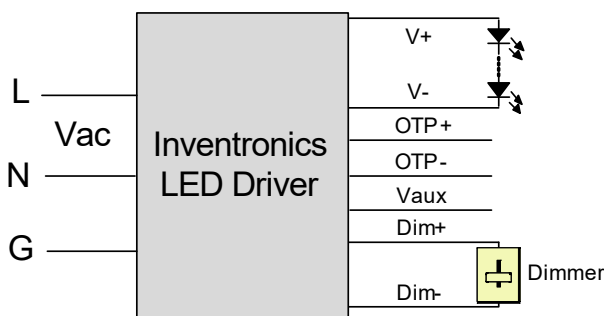 L
Vac
N
G
Inventronics
LED Driver
V+
V-
OTP+
OTP-
Vaux
Dim+
Dim-
Dimmer